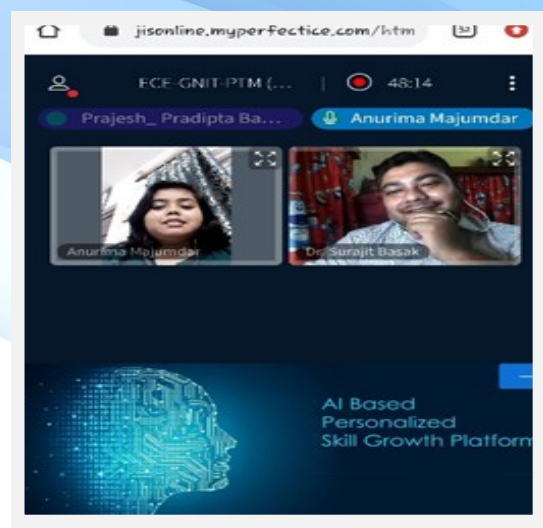 jisonline.myperfectice.com/htm
52
ECE-GNIT-PTM (... | 48:14
Prajesh_ Pradipta Ba... Anurima Majumdar
Anurima Majumdar Dr. Surajit Basak
AI Based
Personalized
Skill Growth Platform